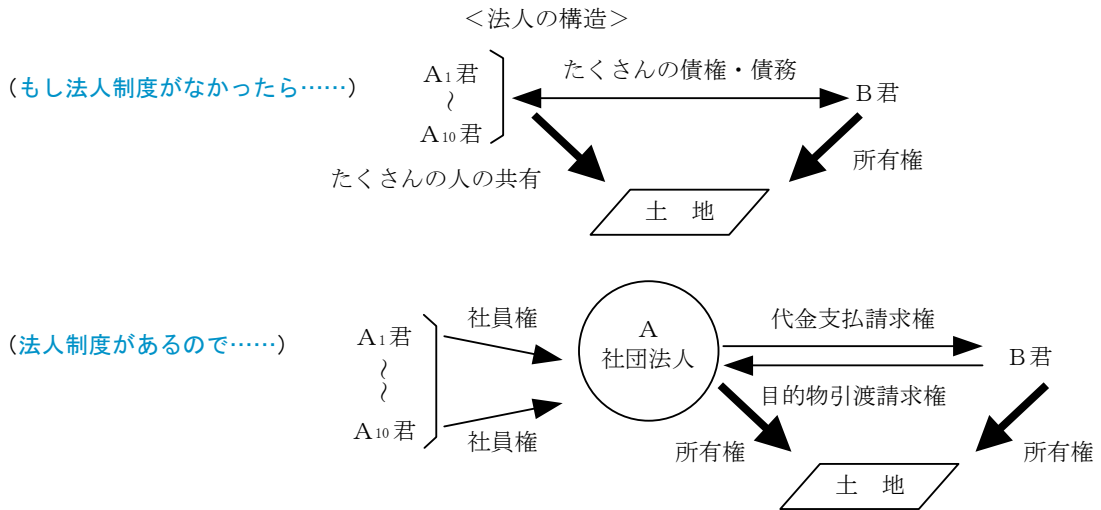 ＜法人の構造＞
（もし法人制度がなかったら……）
A₁君
〜
A₁₀君
たくさんの債権・債務
B君
たくさんの人の共有
所有権
土　地
（法人制度があるので……）
A₁君
〜
〜
A₁₀君
社員権
社員権
A
社団法人
代金支払請求権
目的物引渡請求権
B君
所有権
所有権
土　地